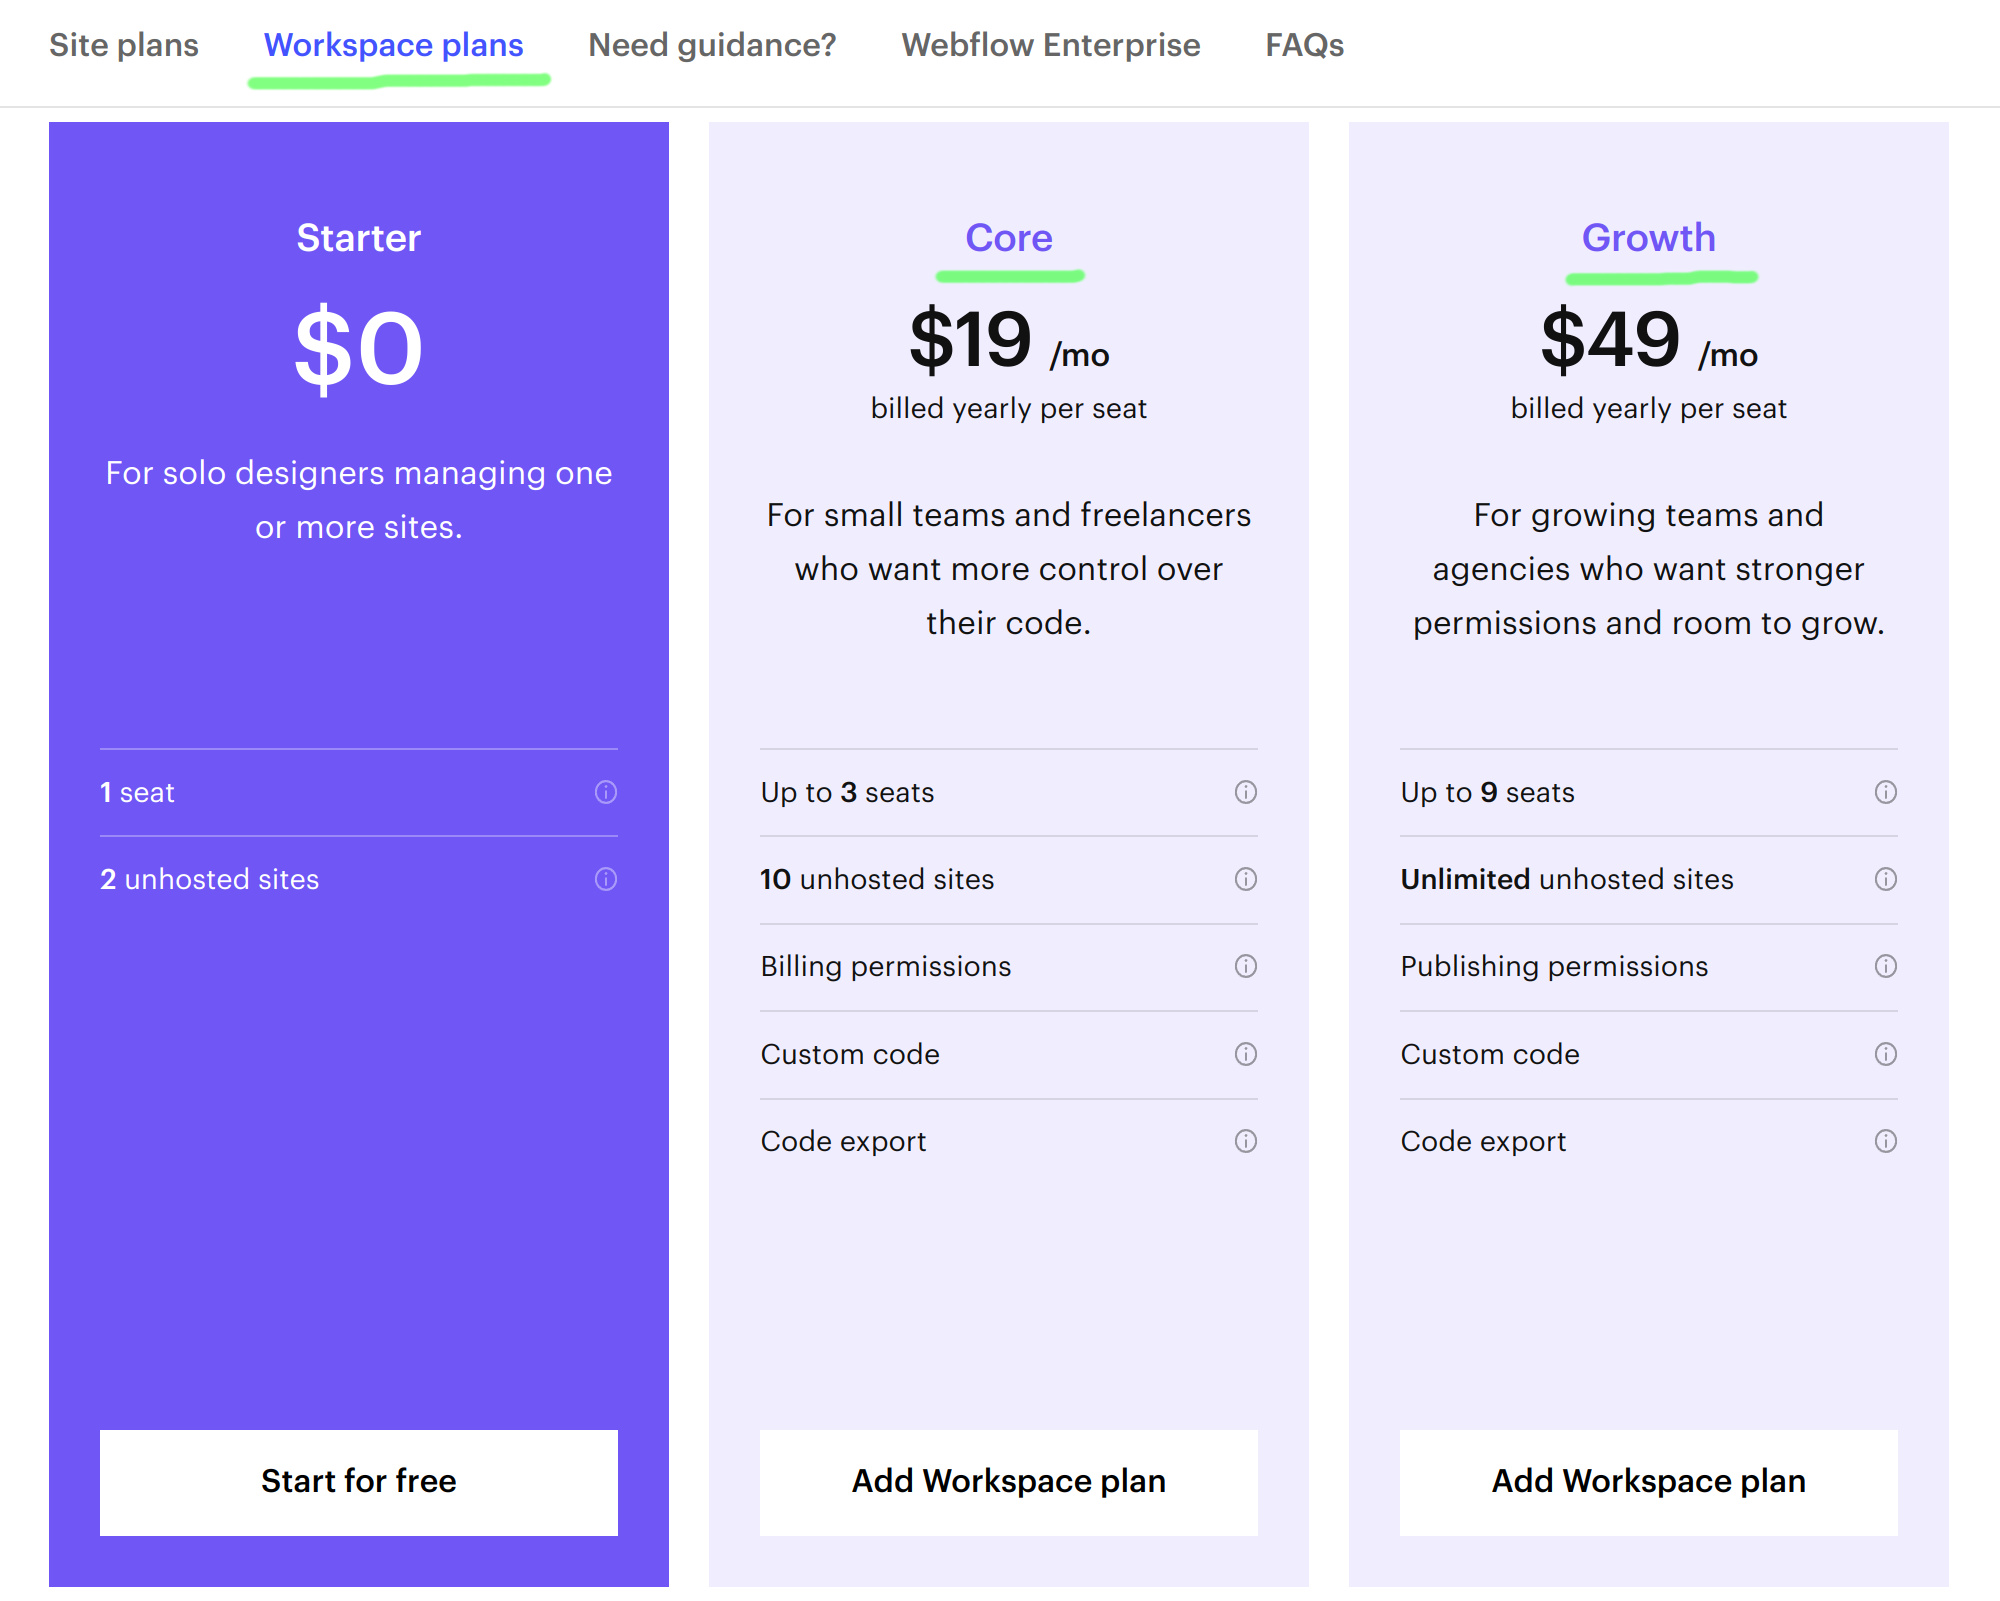 Site plans Workspace plans Need guidance? Webflow Enterprise FAQs
Starter
$0
For solo designers managing one
or more sites.
1 seat
2 unhosted sites
Start for free
Core
$19 /mo
billed yearly per seat
For small teams and freelancers
who want more control over
their code.
Up to 3 seats
10 unhosted sites
Billing permissions
Custom code
Code export
Add Workspace plan
Growth
$49 /mo
billed yearly per seat
For growing teams and
agencies who want stronger
permissions and room to grow.
Up to 9 seats
Unlimited unhosted sites
Publishing permissions
Custom code
Code export
Add Workspace plan